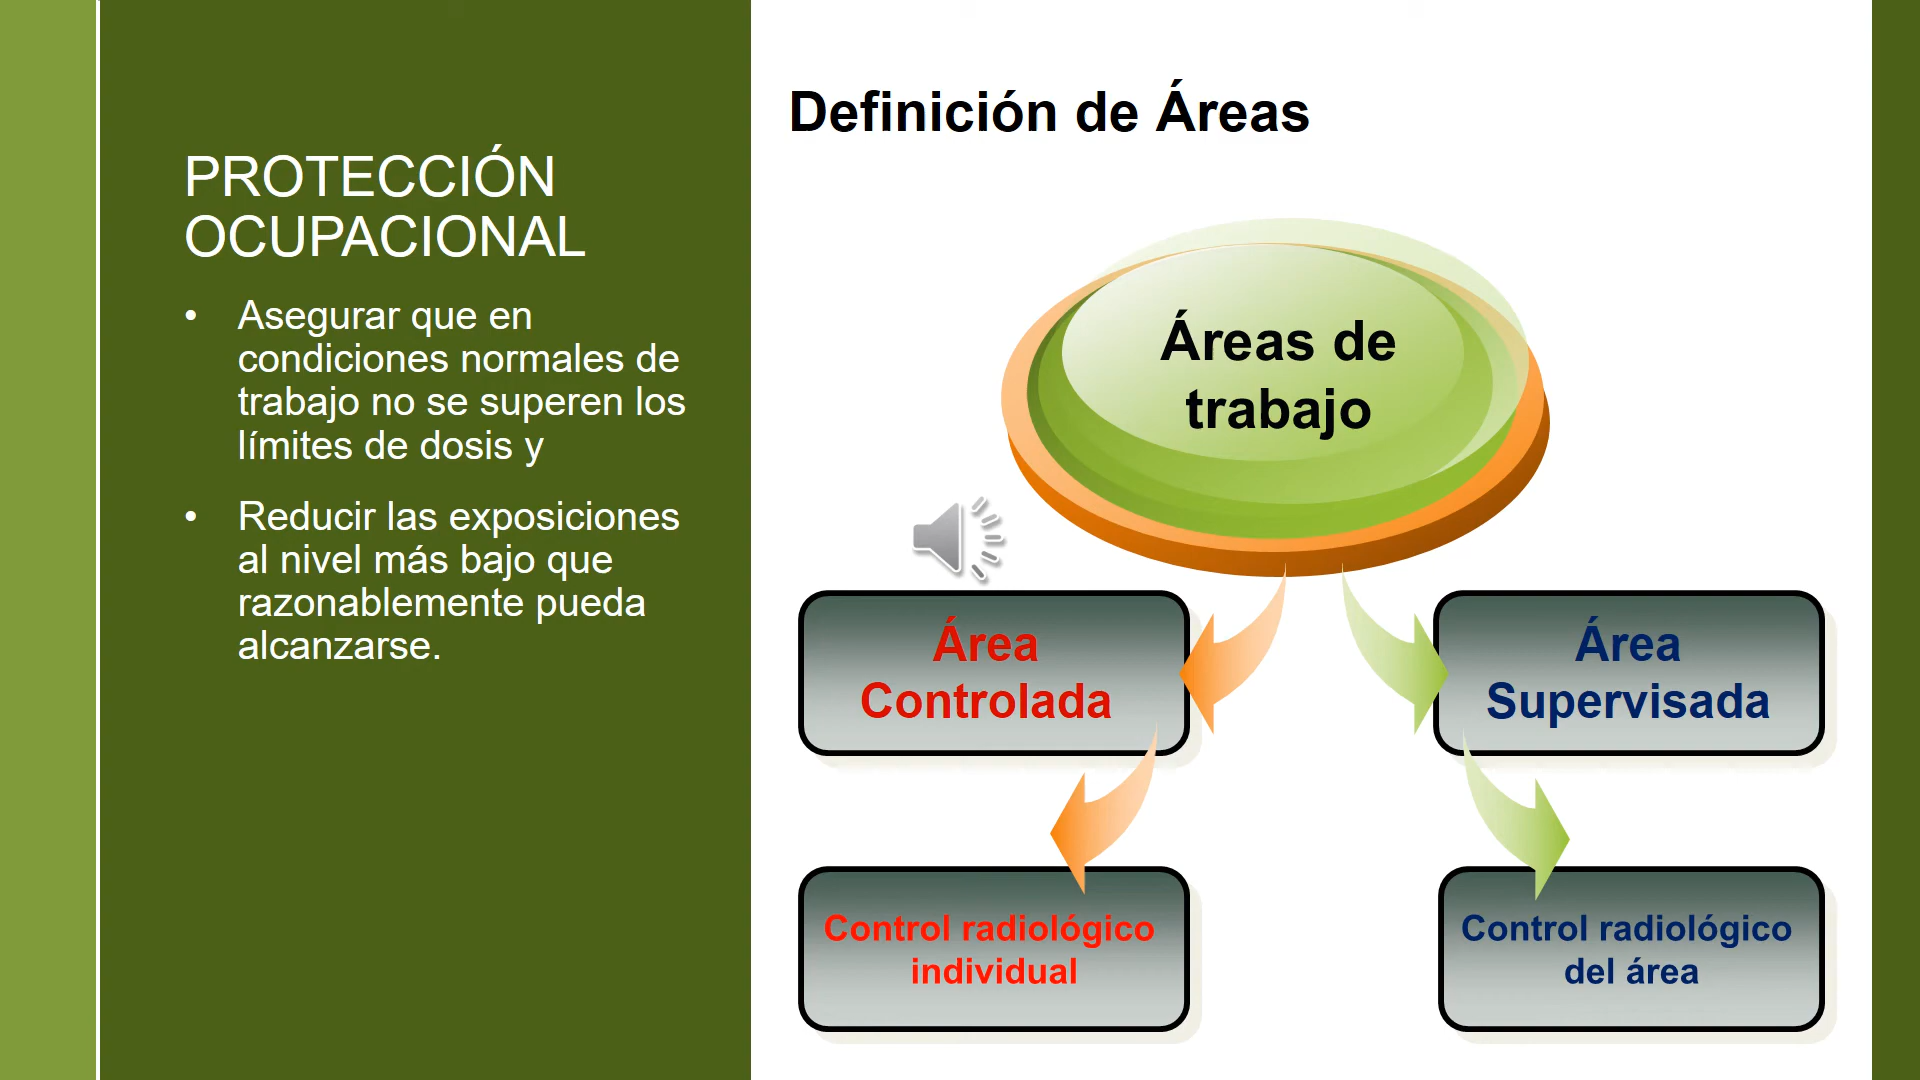 PROTECCIÓN
OCUPACIONAL
• Asegurar que en
condiciones normales de
trabajo no se superen los
límites de dosis y
• Reducir las exposiciones
al nivel más bajo que
razonablemente pueda
alcanzarse.
Definición de Áreas
Áreas de
trabajo
Área
Controlada
Área
Supervisada
Control radiológico
individual
Control radiológico
del área